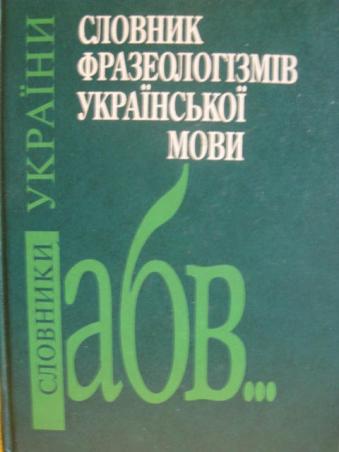 СЛОВНИК
ФРАЗЕОЛОГІЗМІВ
УКРАЇНСЬКОЇ
МОВИ
СЛОВНИКИ УКРАЇНИ
абв...